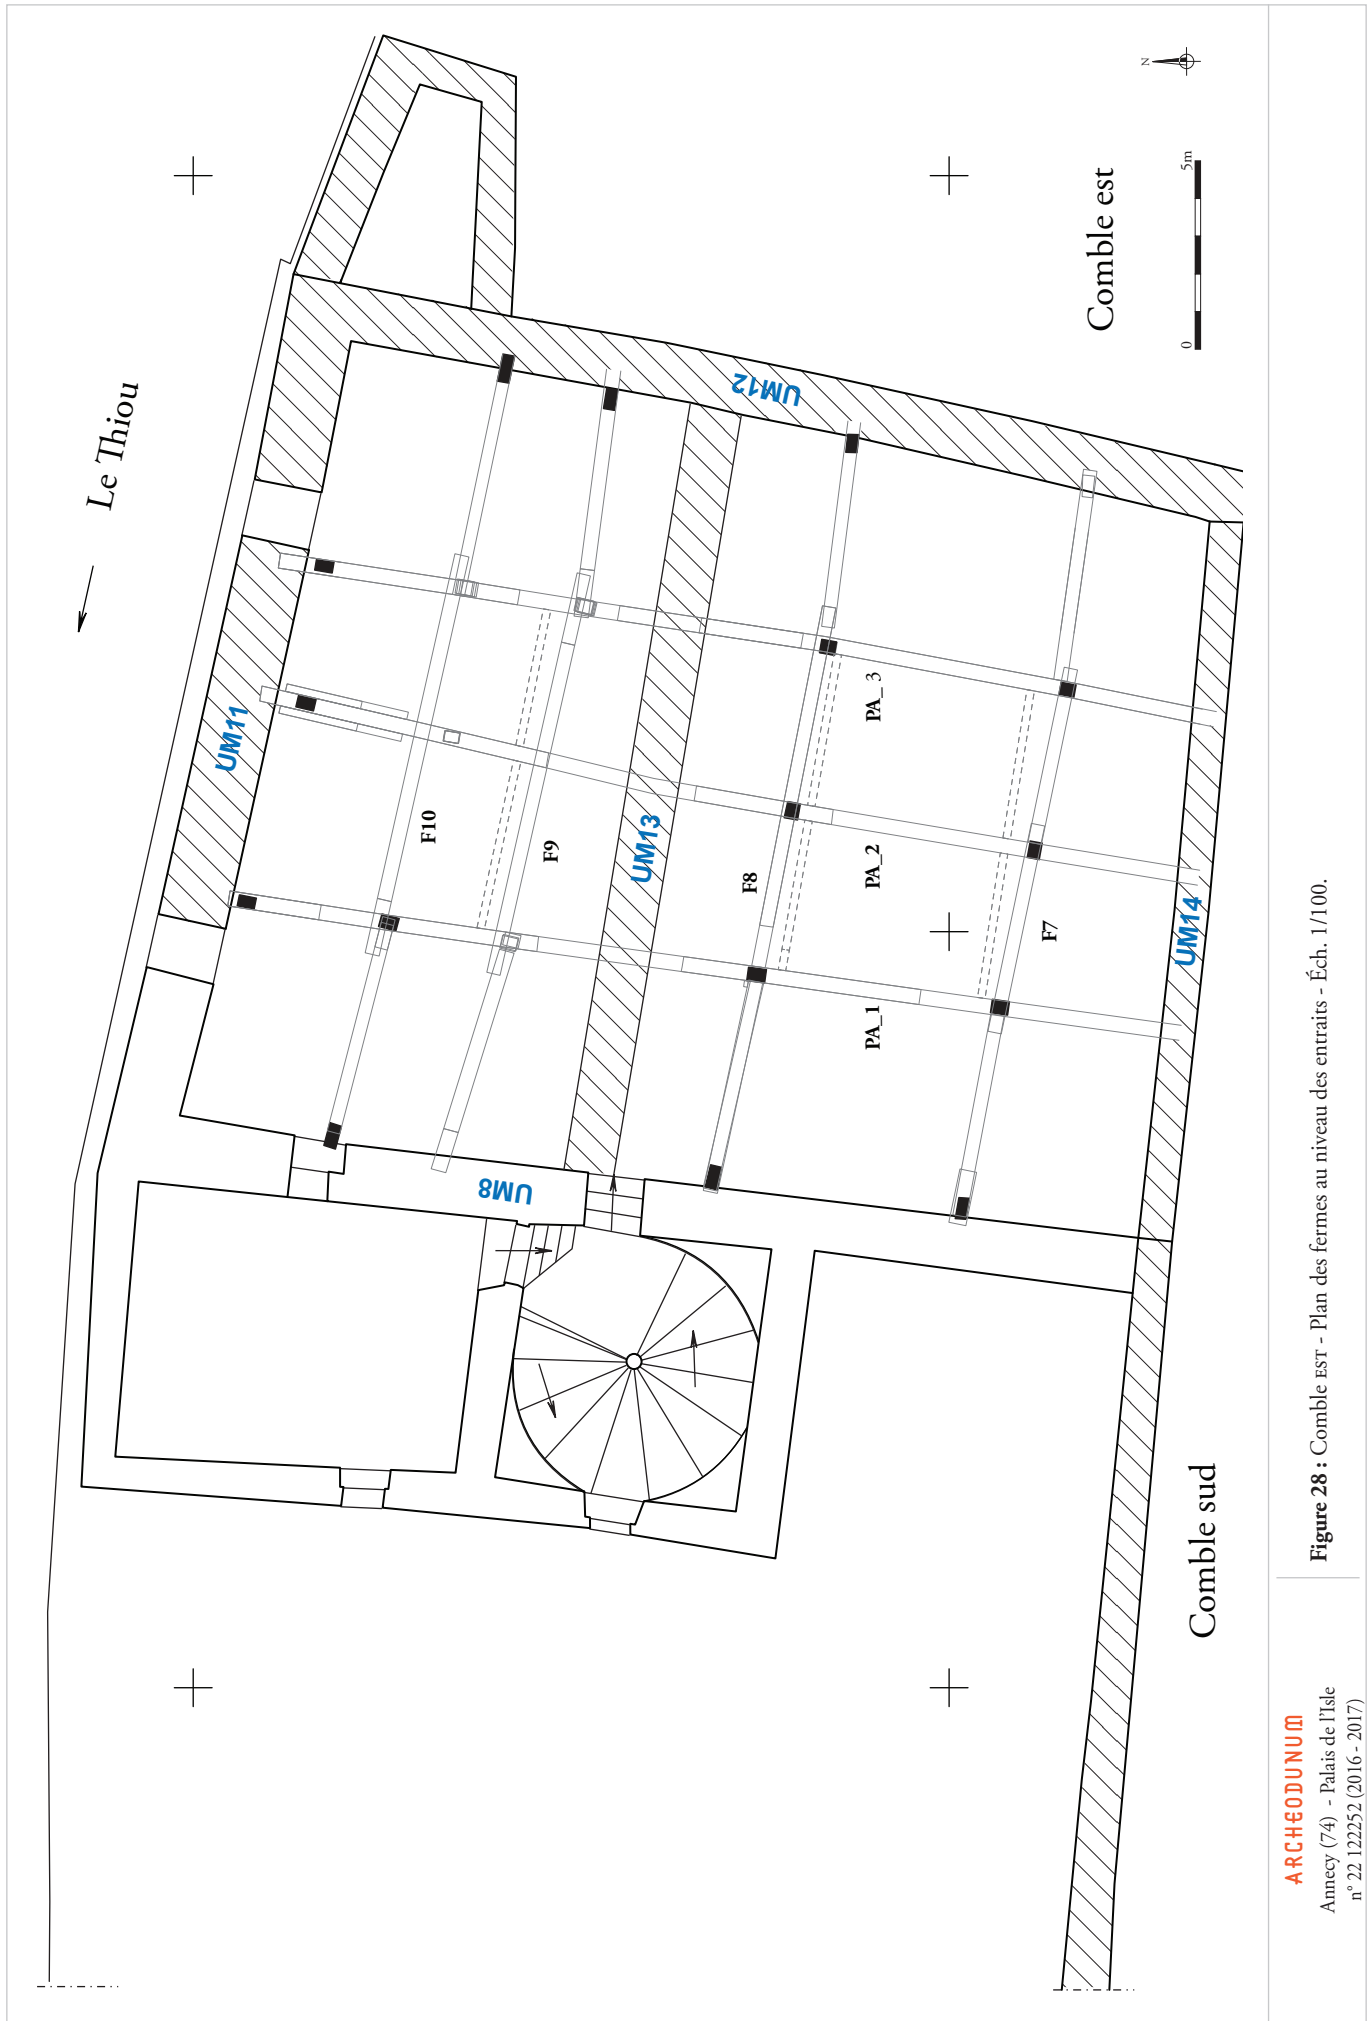 Le Thiou
N
Comble est
0
5m
UM11
UM12
UM13
UM14
UM8
F10
F9
F8
F7
PA_3
PA_2
PA_1
Comble sud
Figure 28 : Comble EST - Plan des fermes au niveau des entraits - Éch. 1/100.
ARCHEODUNUM
Annecy (74) - Palais de l'Isle
n° 22 122252 (2016 - 2017)